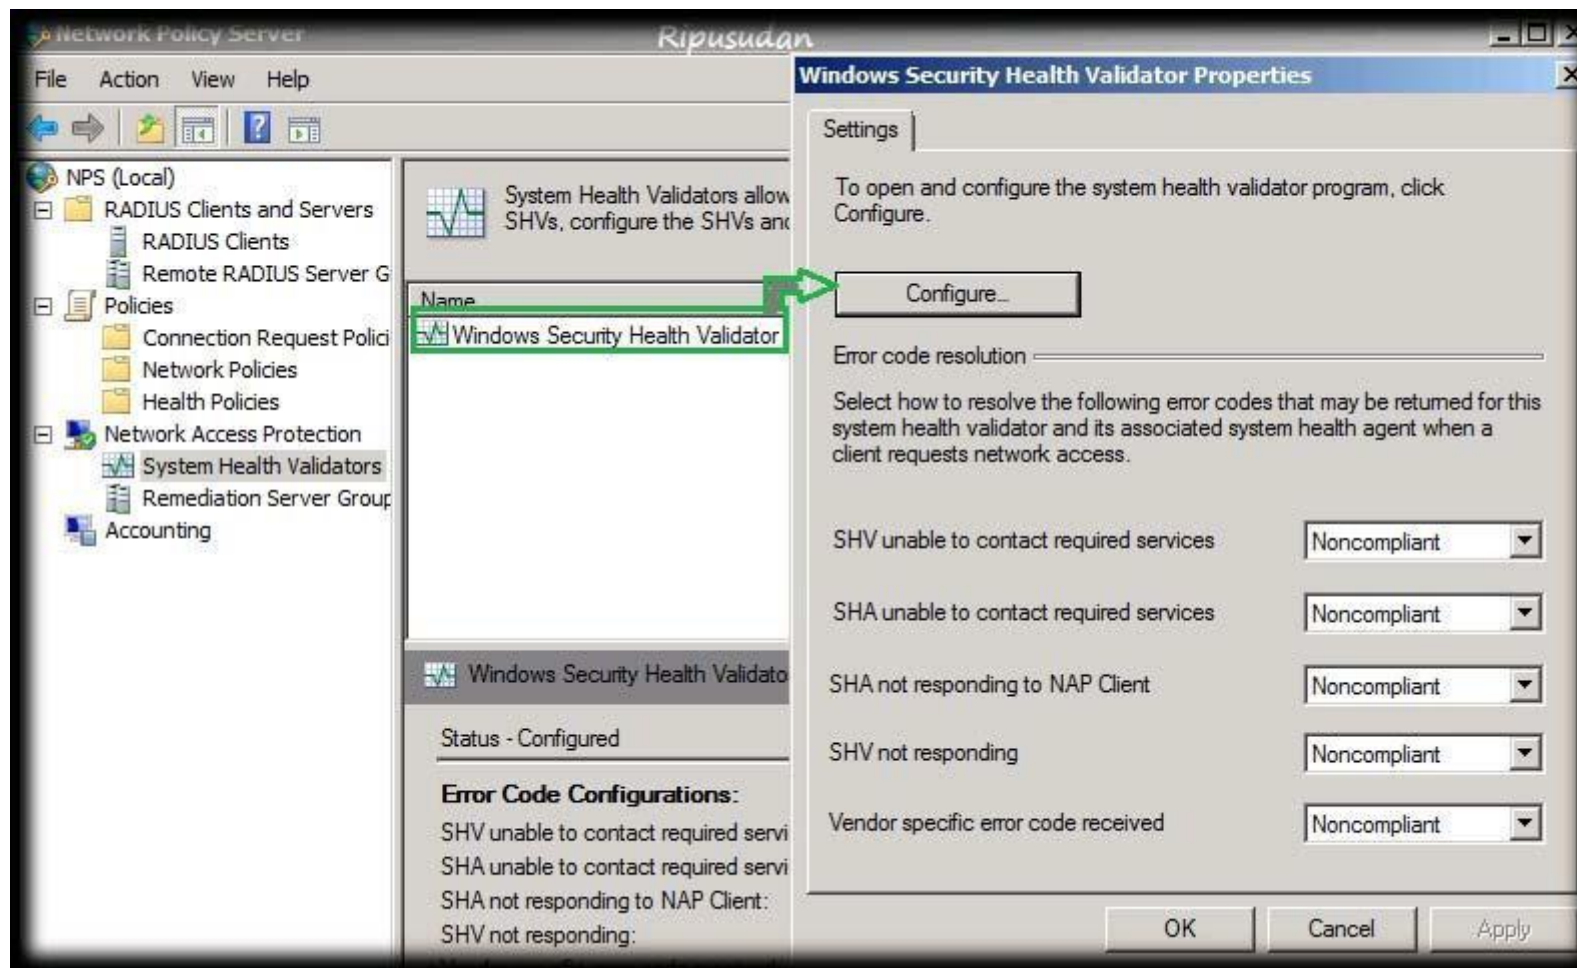 Network Policy Server
Ripusudan
File Action View Help
NPS (Local)
RADIUS Clients and Servers
RADIUS Clients
Remote RADIUS Server G
Policies
Connection Request Polici
Network Policies
Health Policies
Network Access Protection
System Health Validators
Remediation Server Group
Accounting
System Health Validators allow
SHVs, configure the SHVs and
Name
Windows Security Health Validator
Windows Security Health Validato
Status - Configured
Error Code Configurations:
SHV unable to contact required servi
SHA unable to contact required servi
SHA not responding to NAP Client:
SHV not responding:
Windows Security Health Validator Properties
Settings
To open and configure the system health validator program, click
Configure.
Configure...
Error code resolution
Select how to resolve the following error codes that may be returned for this
system health validator and its associated system health agent when a
client requests network access.
SHV unable to contact required services Noncompliant
SHA unable to contact required services Noncompliant
SHA not responding to NAP Client Noncompliant
SHV not responding Noncompliant
Vendor specific error code received Noncompliant
OK Cancel Apply